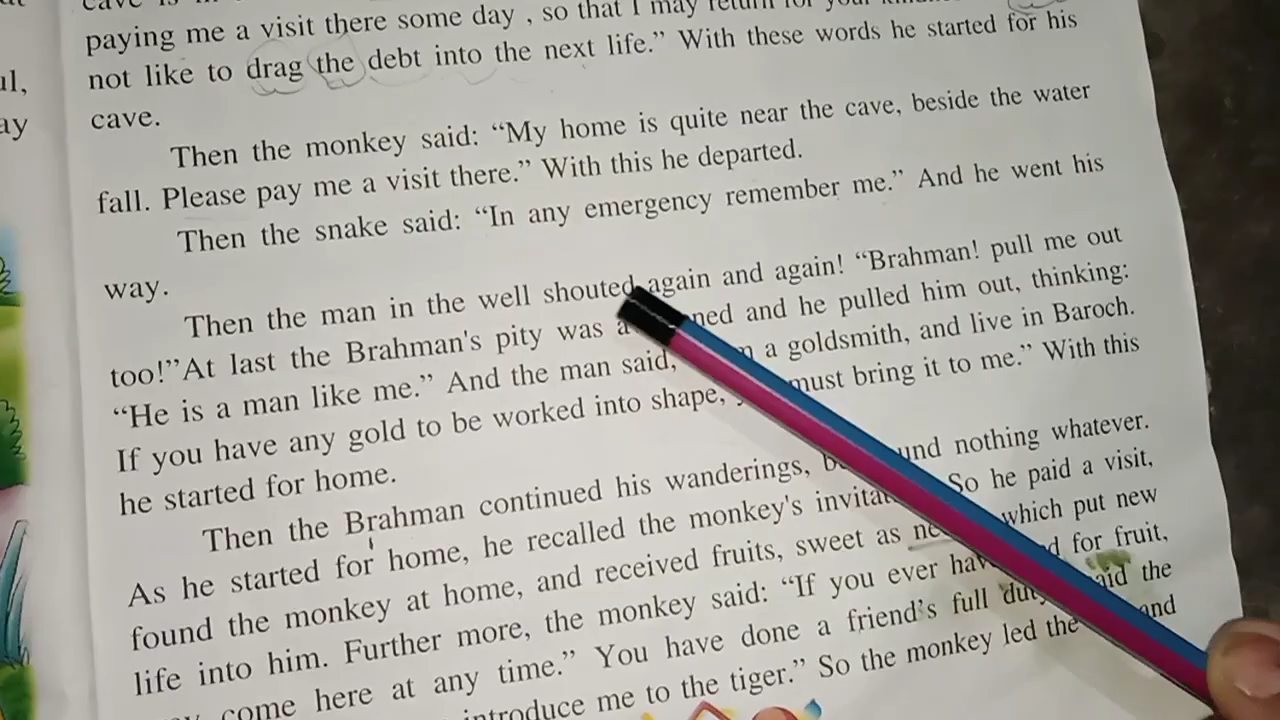 ul,
ay
paying me a visit there some day , so that I may return for your
not like to drag the debt into the next life.” With these words he started for his
cave.
Then the monkey said: “My home is quite near the cave, beside the water
fall. Please pay me a visit there.” With this he departed.
Then the snake said: “In any emergency remember me.” And he went his
way.
Then the man in the well shouted again and again! “Brahman! pull me out
too!”At last the Brahman's pity was and he pulled him out, thinking:
“He is a man like me.” And the man said, a goldsmith, and live in Baroch.
If you have any gold to be worked into shape, must bring it to me.” With this
he started for home.
Then the Brahman continued his wanderings, nothing whatever.
As he started for home, he recalled the monkey's So he paid a visit,
found the monkey at home, and received fruits, sweet as which put new
life into him. Further more, the monkey said: “If you ever for fruit,
come here at any time.” You have done a friend’s full the
introduce me to the tiger.” So the monkey led the and